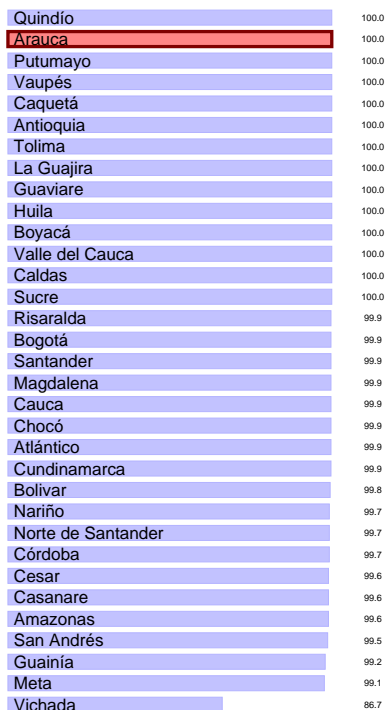 Quindío 100.0
Arauca 100.0
Putumayo 100.0
Vaupés 100.0
Caquetá 100.0
Antioquia 100.0
Tolima 100.0
La Guajira 100.0
Guaviare 100.0
Huila 100.0
Boyacá 100.0
Valle del Cauca 100.0
Caldas 100.0
Sucre 100.0
Risaralda 99.9
Bogotá 99.9
Santander 99.9
Magdalena 99.9
Cauca 99.9
Chocó 99.9
Atlántico 99.9
Cundinamarca 99.9
Bolivar 99.8
Nariño 99.7
Norte de Santander 99.7
Córdoba 99.7
Cesar 99.6
Casanare 99.6
Amazonas 99.6
San Andrés 99.5
Guainía 99.2
Meta 99.1
Vichada 86.7